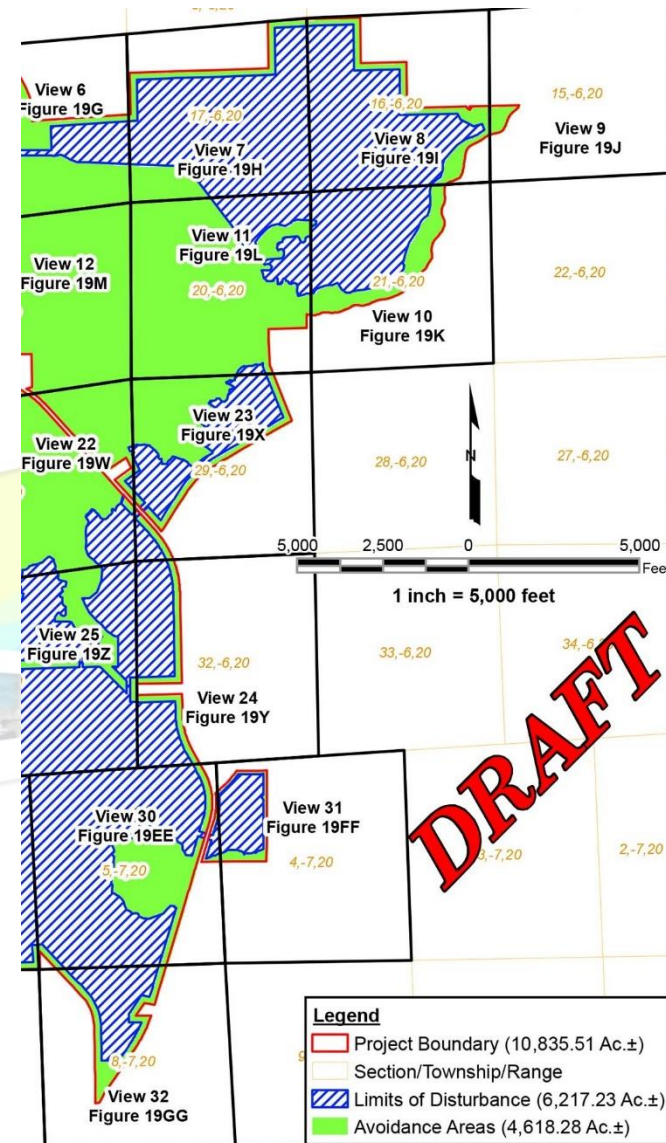 View 6
Figure 19G
17,-6,20
View 7
Figure 19H
16,-6,20
View 8
Figure 19I
15,-6,20
View 9
Figure 19J
View 12
Figure 19M
View 11
Figure 19L
20,-6,20
21,-6,20
View 10
Figure 19K
22,-6,20
View 22
Figure 19W
View 23
Figure 19X
29,-6,20
28,-6,20
27,-6,20
N
5,000
2,500
0
5,000
Feet
1 inch = 5,000 feet
View 25
Figure 19Z
32,-6,20
33,-6,20
View 24
Figure 19Y
DRAFT
View 30
Figure 19EE
5,-7,20
View 31
Figure 19FF
4,-7,20
2,-7,20
8,-7,20
View 32
Figure 19GG
Legend
Project Boundary (10,835.51 Ac.±)
Section/Township/Range
Limits of Disturbance (6,217.23 Ac.±)
Avoidance Areas (4,618.28 Ac.±)